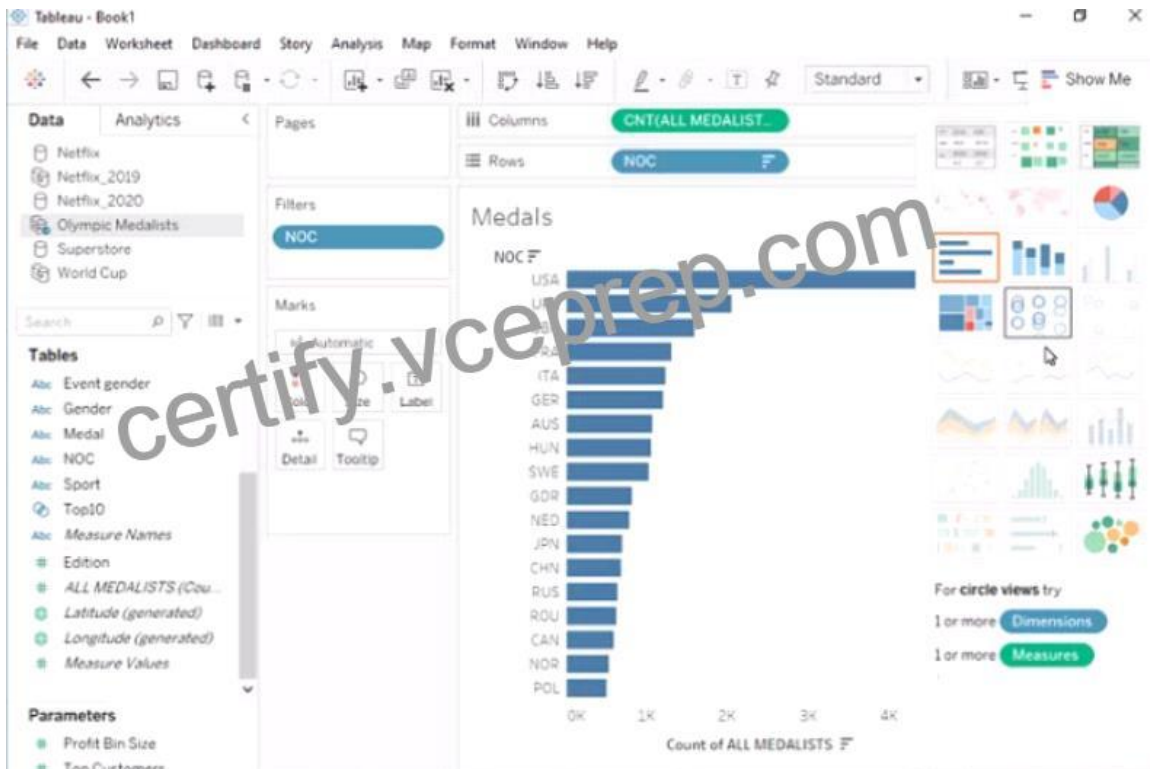 Tableau - Book1
File Data Worksheet Dashboard Story Analysis Map Format Window Help
Standard
Show Me
Data Analytics
Netflix
Netflix_2019
Netflix_2020
Olympic Medalists
Superstore
World Cup
Search
Tables
Event gender
Gender
Medal
NOC
Sport
Top10
Measure Names
Edition
ALL MEDALISTS (Cou...
Latitude (generated)
Longitude (generated)
Measure Values
Parameters
Profit Bin Size
Top Customers
Pages
Filters
NOC
Marks
Automatic
Label
Detail Tooltip
Columns CNT(ALL MEDALIST...
Rows NOC
Medals
NOC
USA
FRA
ITA
GER
AUS
HUN
SWE
GDR
NED
JPN
CHN
RUS
ROU
CAN
NOR
POL
0K 1K 2K 3K 4K
Count of ALL MEDALISTS
For circle views try
1 or more Dimensions
1 or more Measures
certify.vceprep.com